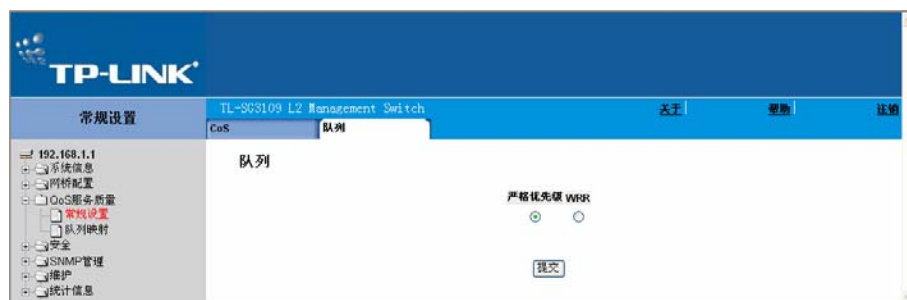 TP-LINK
常规设置
TL-SG3109 L2 Management Switch
关于
帮助
注销
CoS
队列
192.168.1.1
系统信息
网桥配置
QoS服务质量
常规设置
队列映射
安全
SNMP管理
维护
统计信息
队列
严格优先级 WRR
提交